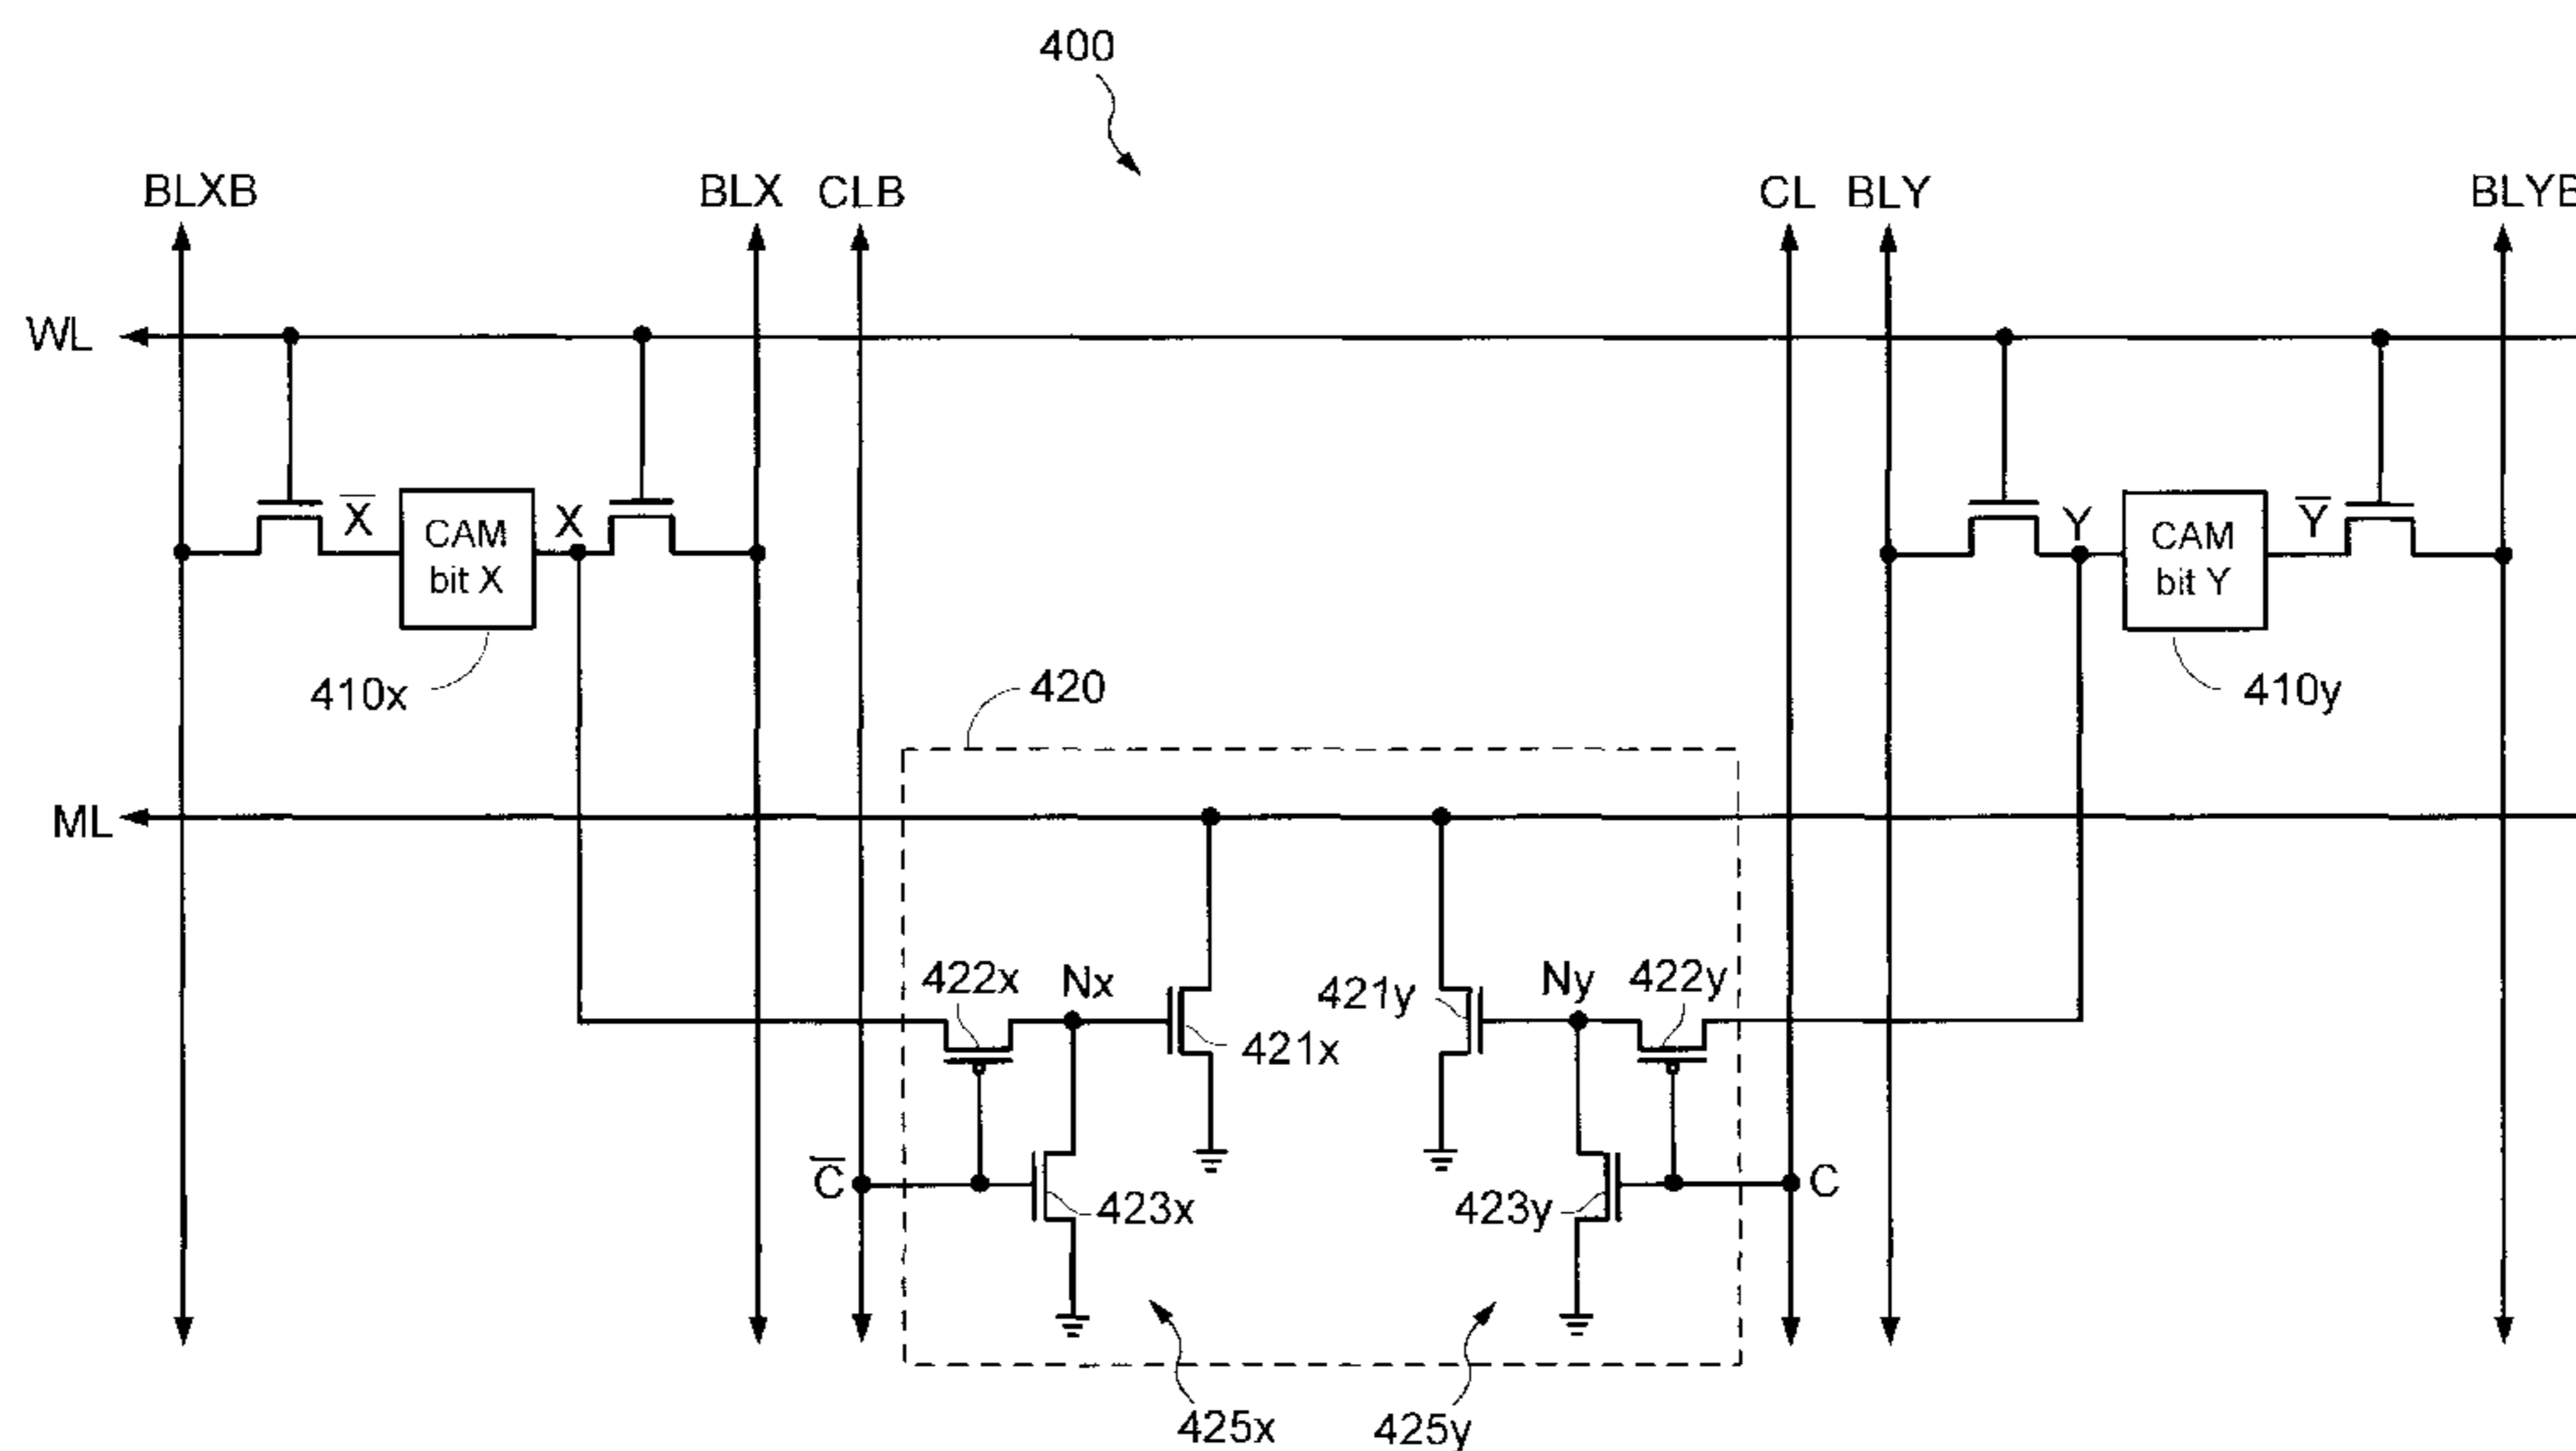 400
BLXB BLX CLB CL BLY BLYB
WL
X̅ CAM bit X X Y CAM bit Y Y̅
410x 410y
420
ML
422x Nx 421y Ny 422y
421x
C̅ C
423x 423y
425x 425y